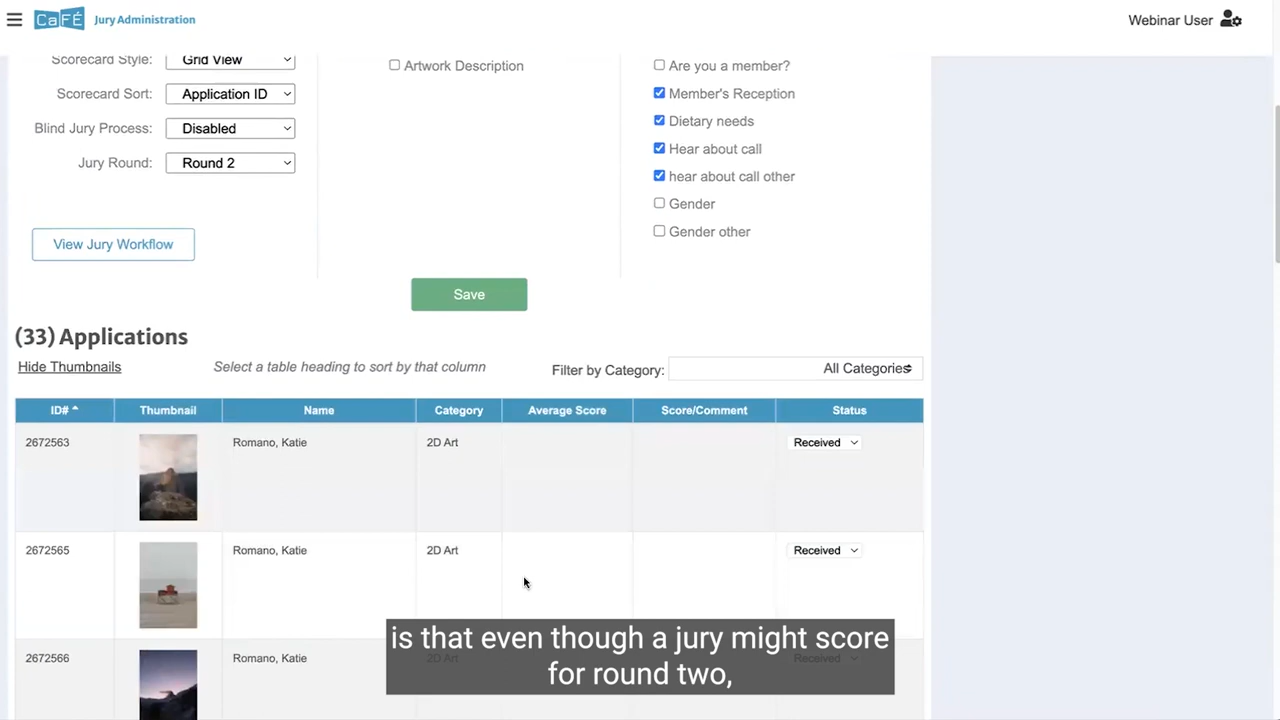 CaFÉ Jury Administration
Webinar User
Scorecard Style: Grid View
Artwork Description
Are you a member?
Scorecard Sort: Application ID
Member's Reception
Blind Jury Process: Disabled
Dietary needs
Hear about call
Jury Round: Round 2
hear about call other
Gender
Gender other
View Jury Workflow
Save
(33) Applications
Hide Thumbnails
Select a table heading to sort by that column
Filter by Category: All Categories
ID# Thumbnail Name Category Average Score Score/Comment Status
2672563 Romano, Katie 2D Art Received
2672565 Romano, Katie 2D Art Received
2672566 Romano, Katie 2D Art Received
is that even though a jury might score
for round two,